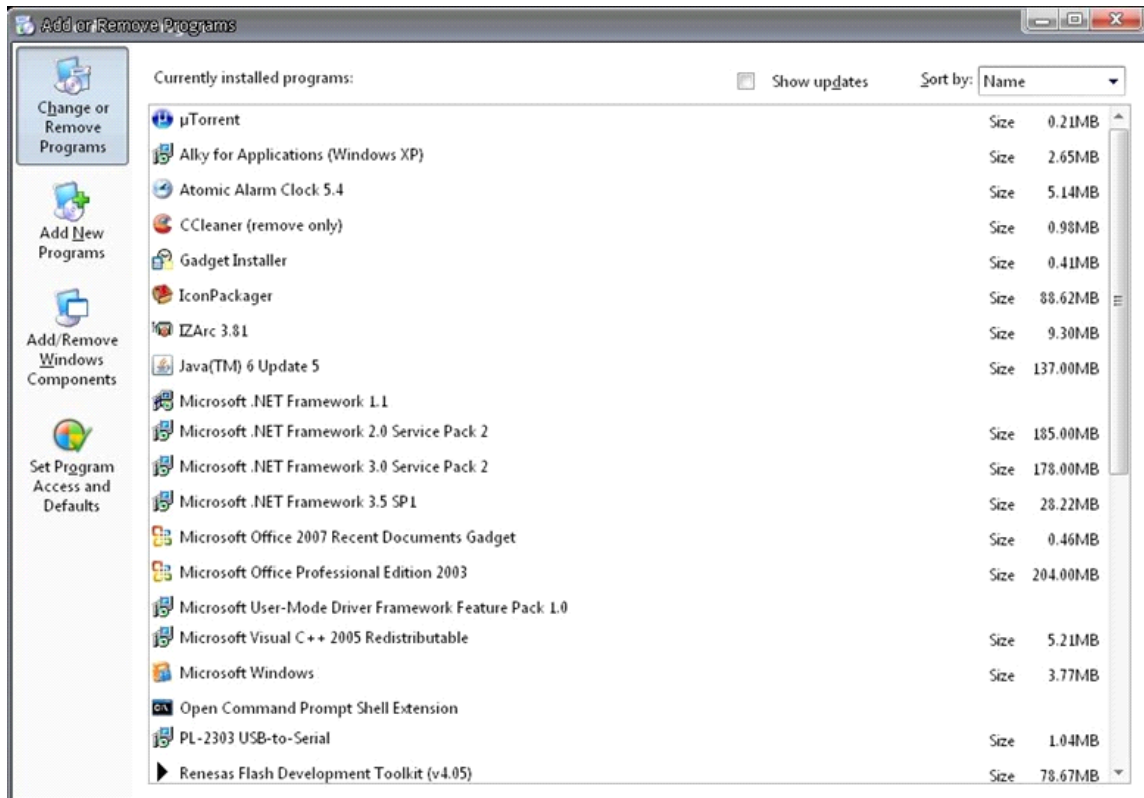 Add or Remove Programs
Change or
Remove
Programs
Add New
Programs
Add/Remove
Windows
Components
Set Program
Access and
Defaults
Currently installed programs:
Show updates
Sort by: Name
µTorrent Size 0.21MB
Alky for Applications (Windows XP) Size 2.65MB
Atomic Alarm Clock 5.4 Size 5.14MB
CCleaner (remove only) Size 0.98MB
Gadget Installer Size 0.41MB
IconPackager Size 88.62MB
IZArc 3.81 Size 9.30MB
Java(TM) 6 Update 5 Size 137.00MB
Microsoft .NET Framework 1.1
Microsoft .NET Framework 2.0 Service Pack 2 Size 185.00MB
Microsoft .NET Framework 3.0 Service Pack 2 Size 178.00MB
Microsoft .NET Framework 3.5 SP1 Size 28.22MB
Microsoft Office 2007 Recent Documents Gadget Size 0.46MB
Microsoft Office Professional Edition 2003 Size 204.00MB
Microsoft User-Mode Driver Framework Feature Pack 1.0
Microsoft Visual C++ 2005 Redistributable Size 5.21MB
Microsoft Windows Size 3.77MB
Open Command Prompt Shell Extension
PL-2303 USB-to-Serial Size 1.04MB
Renesas Flash Development Toolkit (v4.05) Size 78.67MB